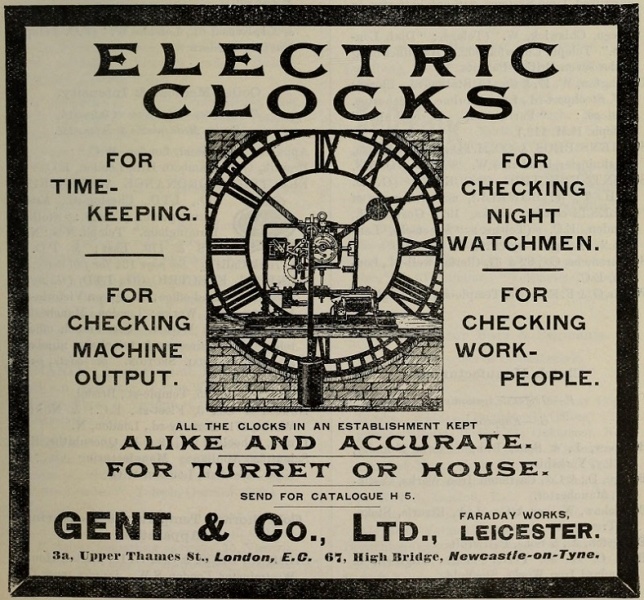 ELECTRIC
CLOCKS
FOR
TIME-
KEEPING.
FOR
CHECKING
MACHINE
OUTPUT.
FOR
CHECKING
NIGHT
WATCHMEN.
FOR
CHECKING
WORK-
PEOPLE.
ALL THE CLOCKS IN AN ESTABLISHMENT KEPT
ALIKE AND ACCURATE.
FOR TURRET OR HOUSE.
SEND FOR CATALOGUE H 5.
GENT & Co., LTD., FARADAY WORKS, LEICESTER.
3a, Upper Thames St., London, E.C. 67, High Bridge, Newcastle-on-Tyne.